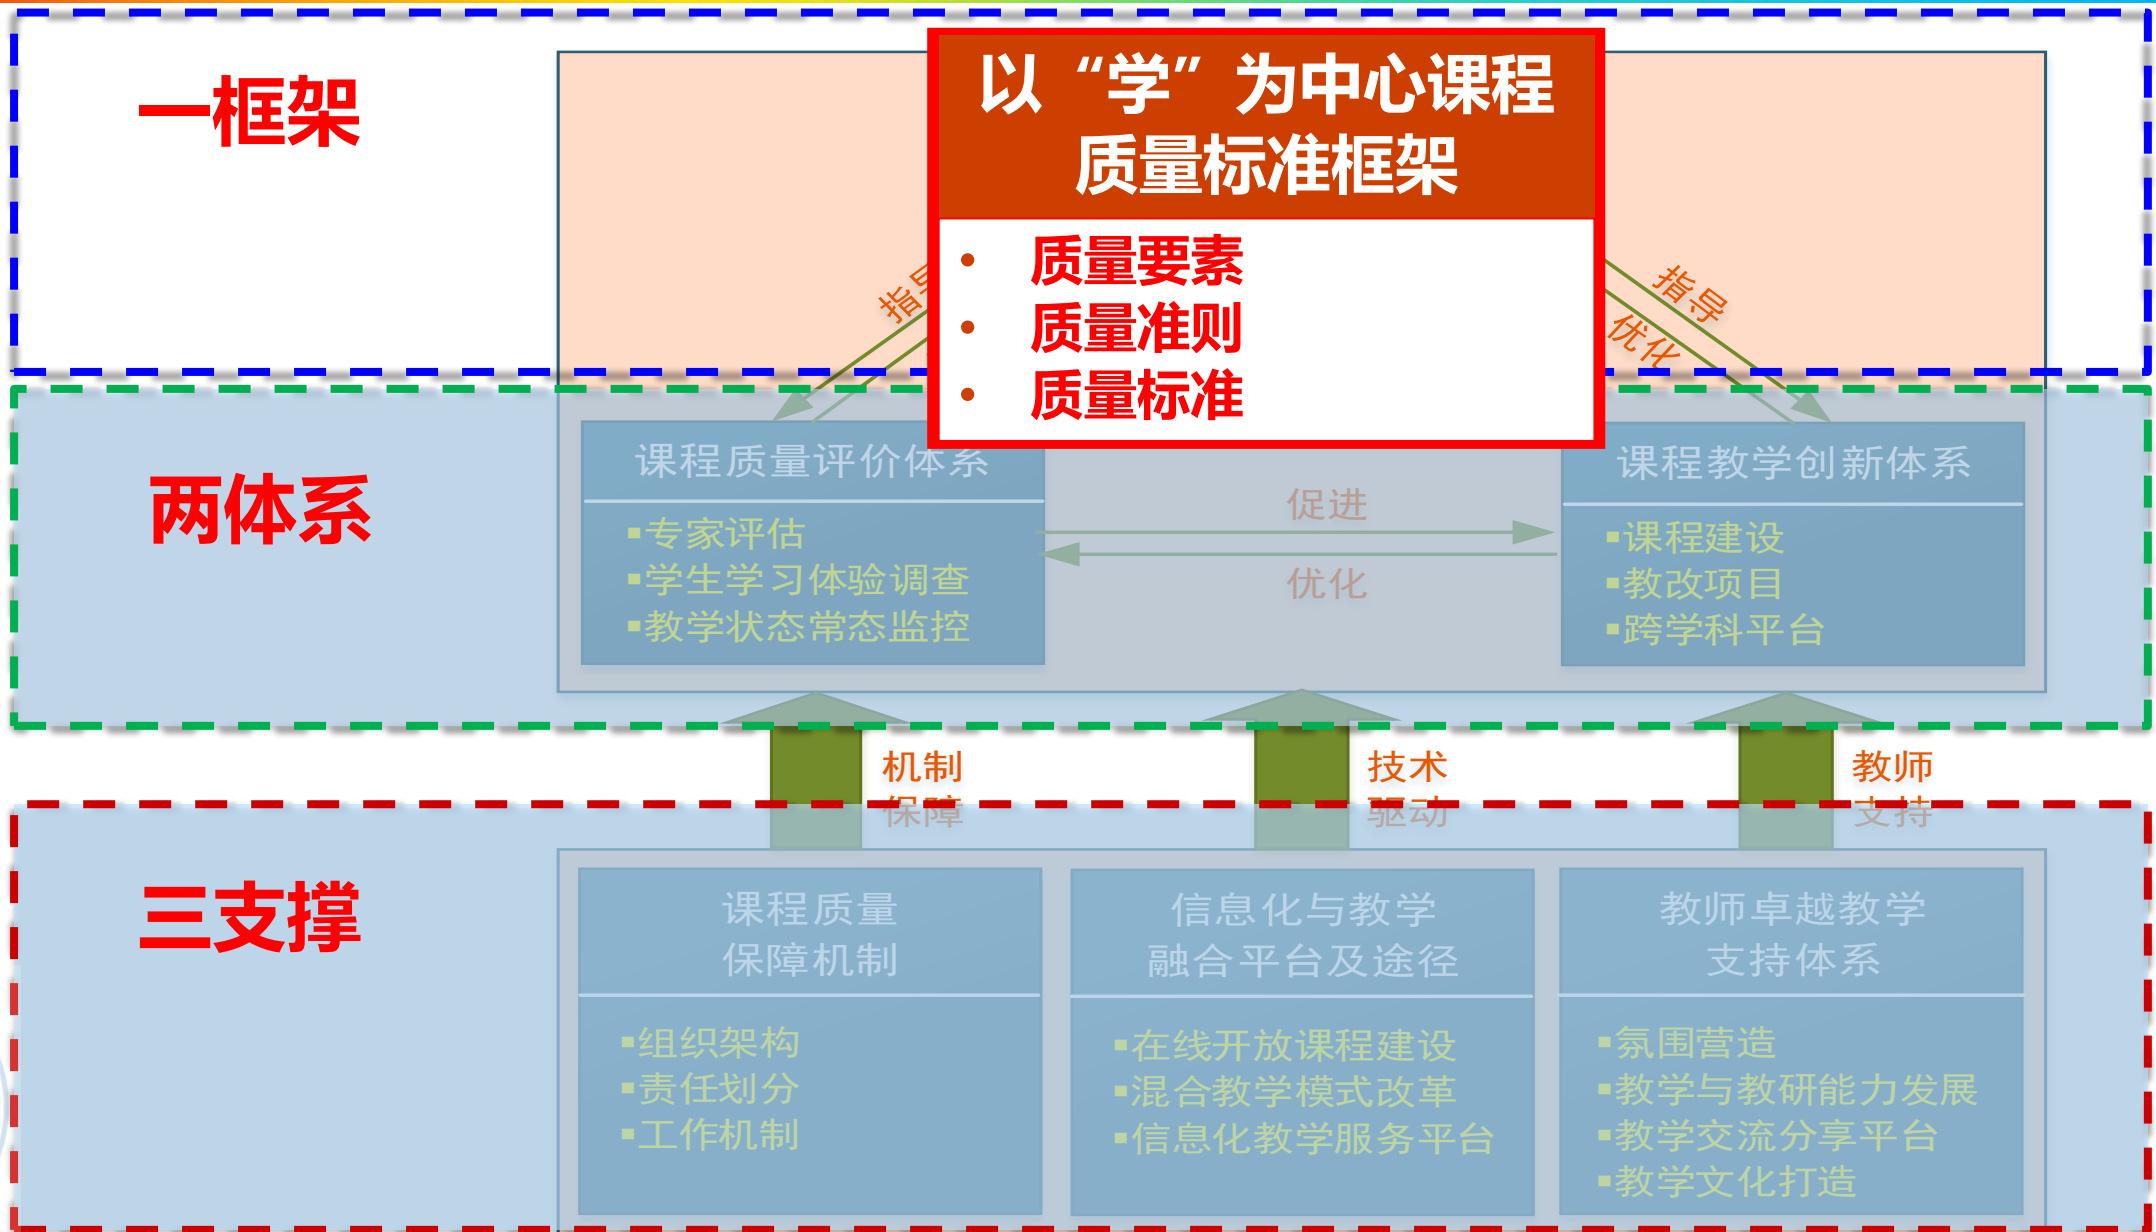 一框架
以“学”为中心课程
质量标准框架
• 质量要素
• 质量准则
• 质量标准
指导
指导
优化
两体系
课程质量评价体系
▪专家评估
▪学生学习体验调查
▪教学状态常态监控
促进
优化
课程教学创新体系
▪课程建设
▪教改项目
▪跨学科平台
机制
保障
技术
驱动
教师
支持
三支撑
课程质量
保障机制
▪组织架构
▪责任划分
▪工作机制
信息化与教学
融合平台及途径
▪在线开放课程建设
▪混合教学模式改革
▪信息化教学服务平台
教师卓越教学
支持体系
▪氛围营造
▪教学与教研能力发展
▪教学交流分享平台
▪教学文化打造